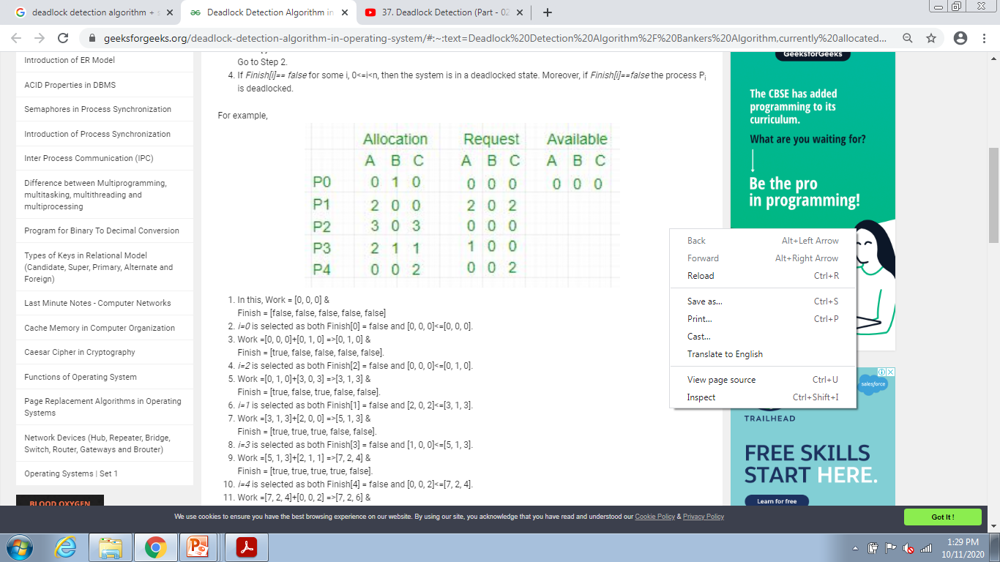 deadlock detection algorithm + s
Deadlock Detection Algorithm in
37. Deadlock Detection (Part - 02
geeksforgeeks.org/deadlock-detection-algorithm-in-operating-system/#:~:text=Deadlock%20Detection%20Algorithm%2F%20Bankers%20Algorithm,currently%20allocated...
Introduction of ER Model
ACID Properties in DBMS
Semaphores in Process Synchronization
Introduction of Process Synchronization
Inter Process Communication (IPC)
Difference between Multiprogramming,
multitasking, multithreading and
multiprocessing
Program for Binary To Decimal Conversion
Types of Keys in Relational Model
(Candidate, Super, Primary, Alternate and
Foreign)
Last Minute Notes - Computer Networks
Cache Memory in Computer Organization
Caesar Cipher in Cryptography
Functions of Operating System
Page Replacement Algorithms in Operating
Systems
Network Devices (Hub, Repeater, Bridge,
Switch, Router, Gateways and Brouter)
Operating Systems | Set 1
BLOOD OXYGEN
Go to Step 2.
4. If Finish[i]== false for some i, 0<=i<n, then the system is in a deadlocked state. Moreover, if Finish[i]==false the process Pi
is deadlocked.
For example,
Allocation Request Available
A B C A B C A B C
P0 0 1 0 0 0 0 0 0 0
P1 2 0 0 2 0 2
P2 3 0 3 0 0 0
P3 2 1 1 1 0 0
P4 0 0 2 0 0 2
1. In this, Work = [0, 0, 0] &
Finish = [false, false, false, false, false]
2. i=0 is selected as both Finish[0] = false and [0, 0, 0]<=[0, 0, 0].
3. Work =[0, 0, 0]+[0, 1, 0] =>[0, 1, 0] &
Finish = [true, false, false, false, false].
4. i=2 is selected as both Finish[2] = false and [0, 0, 0]<=[0, 1, 0].
5. Work =[0, 1, 0]+[3, 0, 3] =>[3, 1, 3] &
Finish = [true, false, true, false, false].
6. i=1 is selected as both Finish[1] = false and [2, 0, 2]<=[3, 1, 3].
7. Work =[3, 1, 3]+[2, 0, 0] =>[5, 1, 3] &
Finish = [true, true, true, false, false].
8. i=3 is selected as both Finish[3] = false and [1, 0, 0]<=[5, 1, 3].
9. Work =[5, 1, 3]+[2, 1, 1] =>[7, 2, 4] &
Finish = [true, true, true, true, false].
10. i=4 is selected as both Finish[4] = false and [0, 0, 2]<=[7, 2, 4].
11. Work =[7, 2, 4]+[0, 0, 2] =>[7, 2, 6] &
GeeksforGeeks
The CBSE has added
programming to its
curriculum.
What are you waiting for?
Be the pro
in programming!
Back Alt+Left Arrow
Forward Alt+Right Arrow
Reload Ctrl+R
Save as... Ctrl+S
Print... Ctrl+P
Cast...
Translate to English
View page source Ctrl+U
Inspect Ctrl+Shift+I
salesforce
TRAILHEAD
FREE SKILLS
START HERE.
Learn for free
We use cookies to ensure you have the best browsing experience on our website. By using our site, you acknowledge that you have read and understood our Cookie Policy & Privacy Policy
Got It !
1:29 PM
10/11/2020